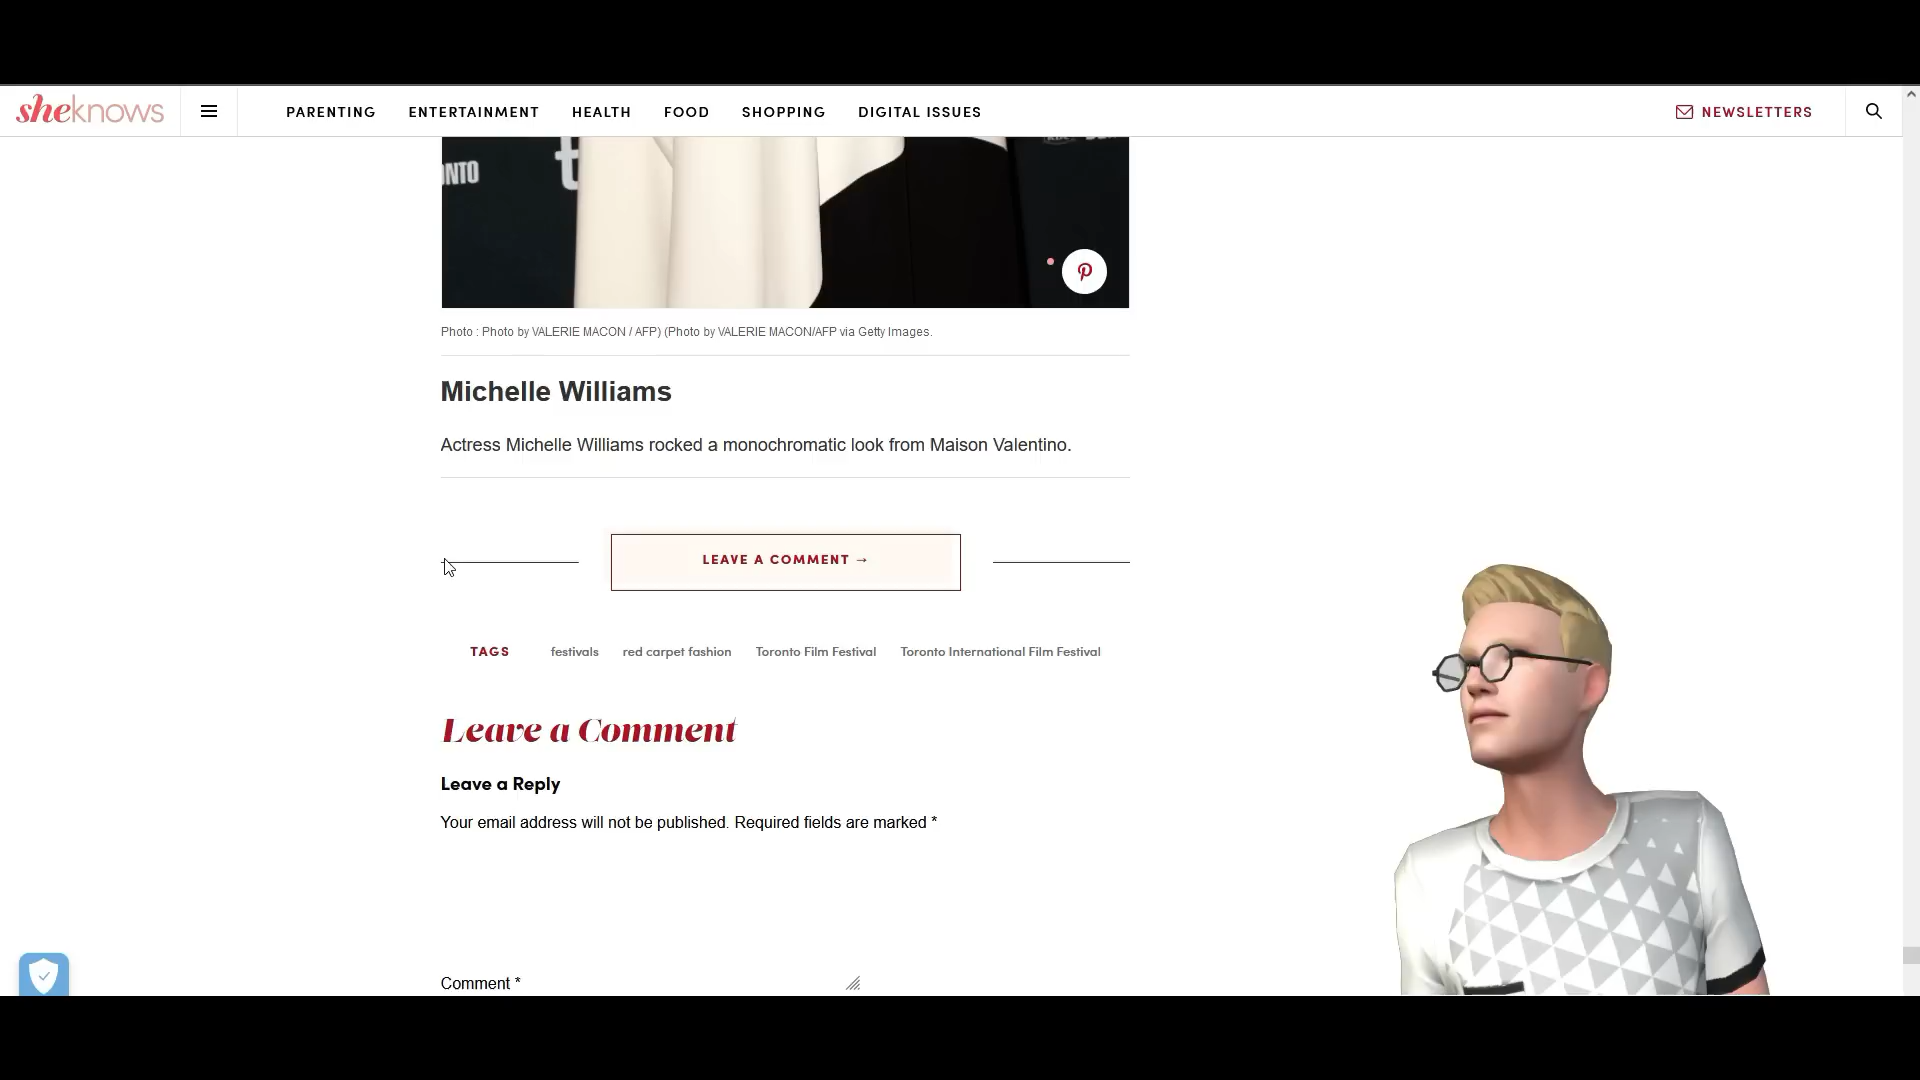 sheknows
PARENTING ENTERTAINMENT HEALTH FOOD SHOPPING DIGITAL ISSUES
NEWSLETTERS
Photo : Photo by VALERIE MACON / AFP) (Photo by VALERIE MACON/AFP via Getty Images.
Michelle Williams
Actress Michelle Williams rocked a monochromatic look from Maison Valentino.
LEAVE A COMMENT →
TAGS festivals red carpet fashion Toronto Film Festival Toronto International Film Festival
Leave a Comment
Leave a Reply
Your email address will not be published. Required fields are marked *
Comment *